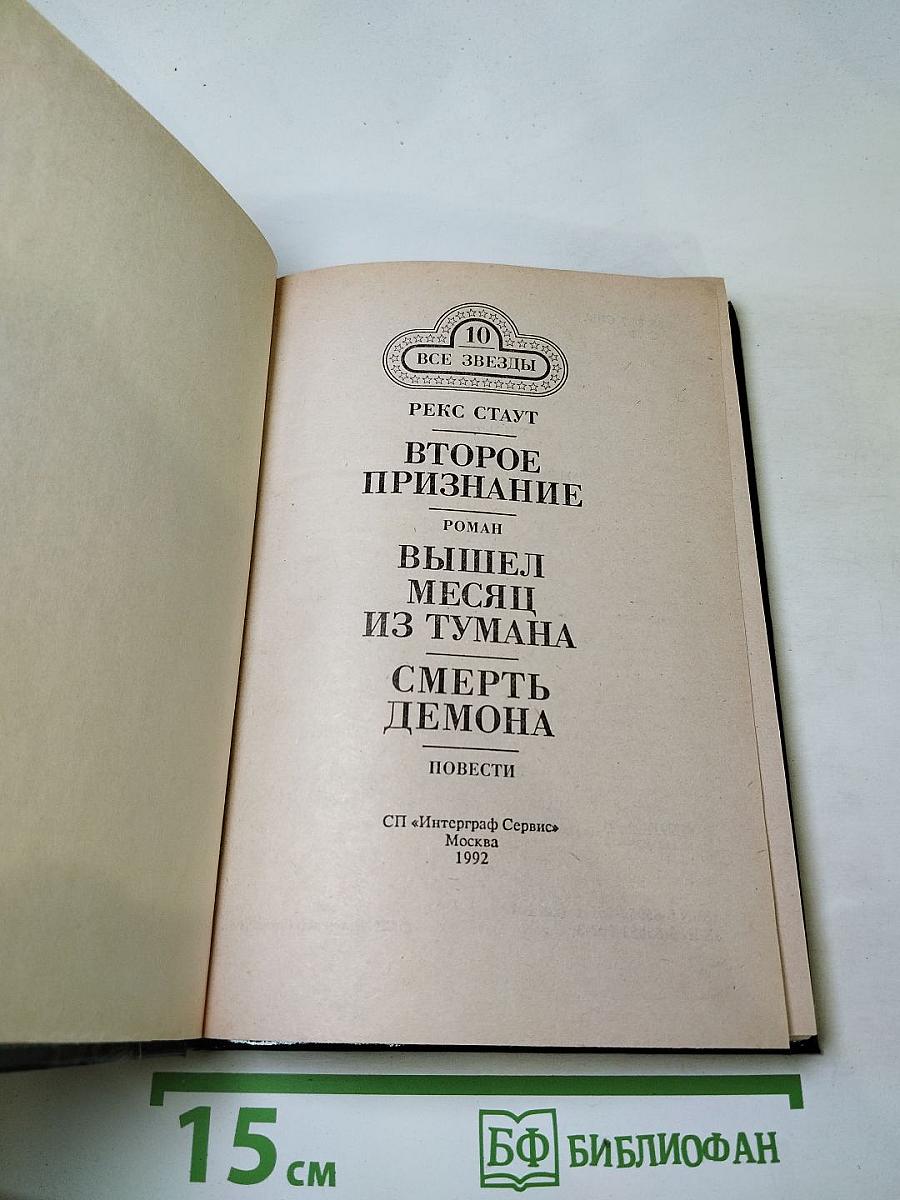 10
ВСЕ ЗВЕЗДЫ
РЕКС СТАУТ
ВТОРОЕ
ПРИЗНАНИЕ
РОМАН
ВЫШЕЛ
МЕСЯЦ
ИЗ ТУМАНА
СМЕРТЬ
ДЕМОНА
ПОВЕСТИ
СП «Интерграф Сервис»
Москва
1992
15 см
БФ БИБЛИОФАН